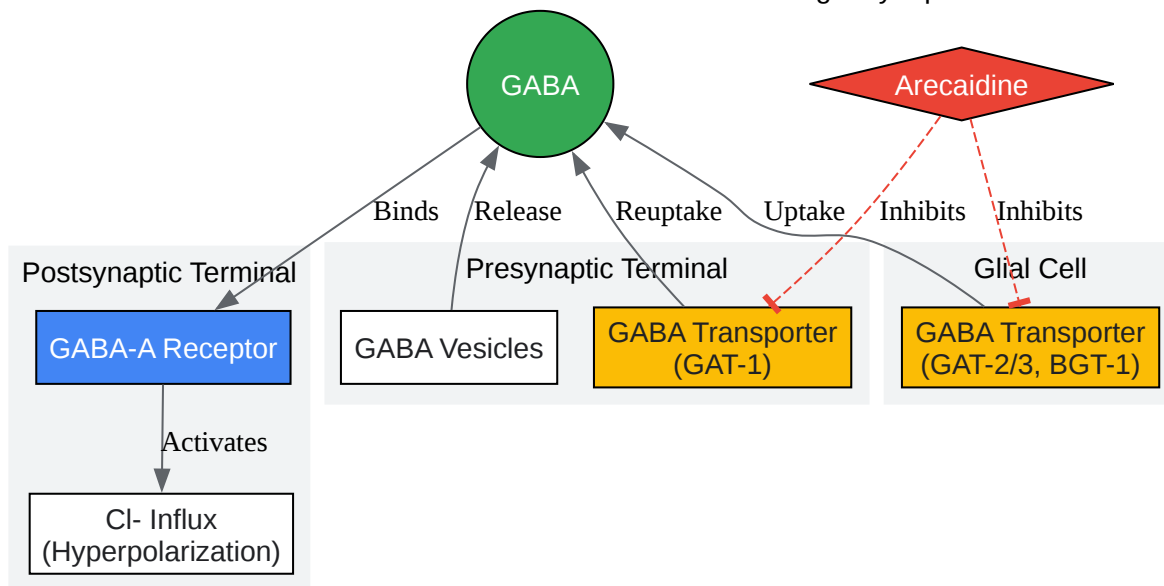 GABA
Arecaidine
Binds
Release
Reuptake
Uptake
Inhibits
Inhibits
Postsynaptic Terminal
Presynaptic Terminal
Glial Cell
GABA-A Receptor
GABA Vesicles
GABA Transporter
(GAT-1)
GABA Transporter
(GAT-2/3, BGT-1)
Activates
Cl- Influx
(Hyperpolarization)